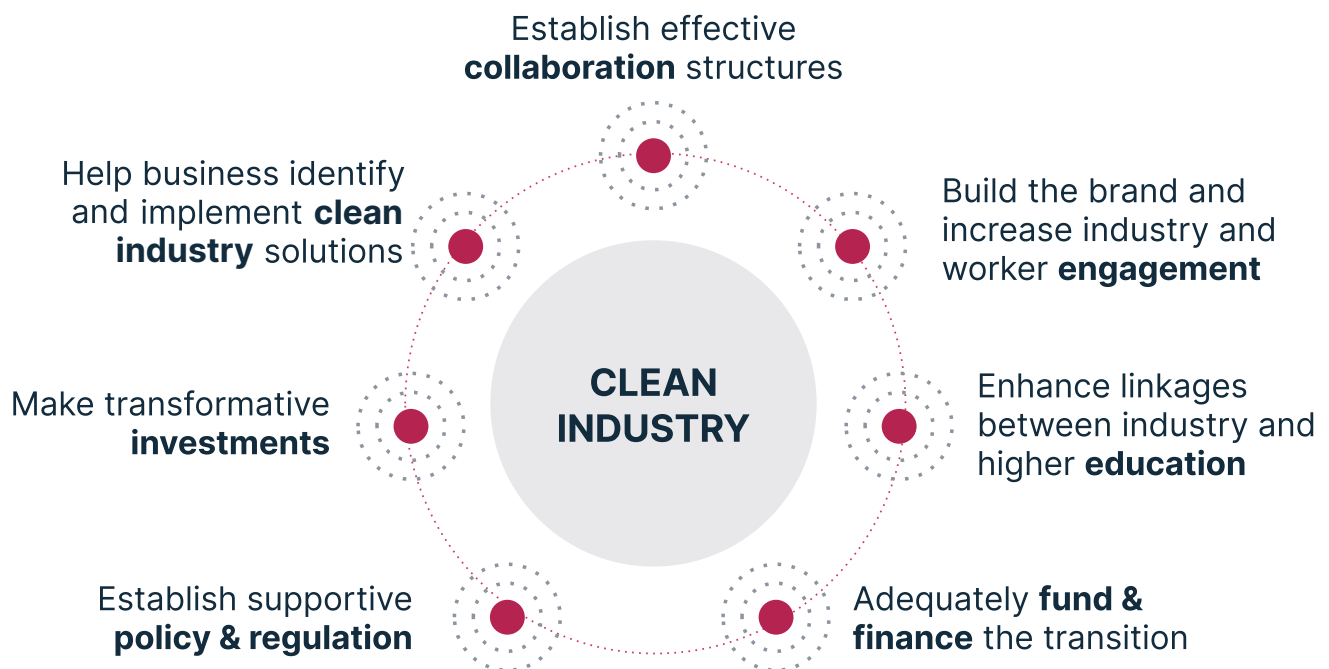 Establish effective
collaboration structures
Help business identify
and implement clean
industry solutions
Build the brand and
increase industry and
worker engagement
CLEAN
INDUSTRY
Make transformative
investments
Enhance linkages
between industry and
higher education
Establish supportive
policy & regulation
Adequately fund &
finance the transition